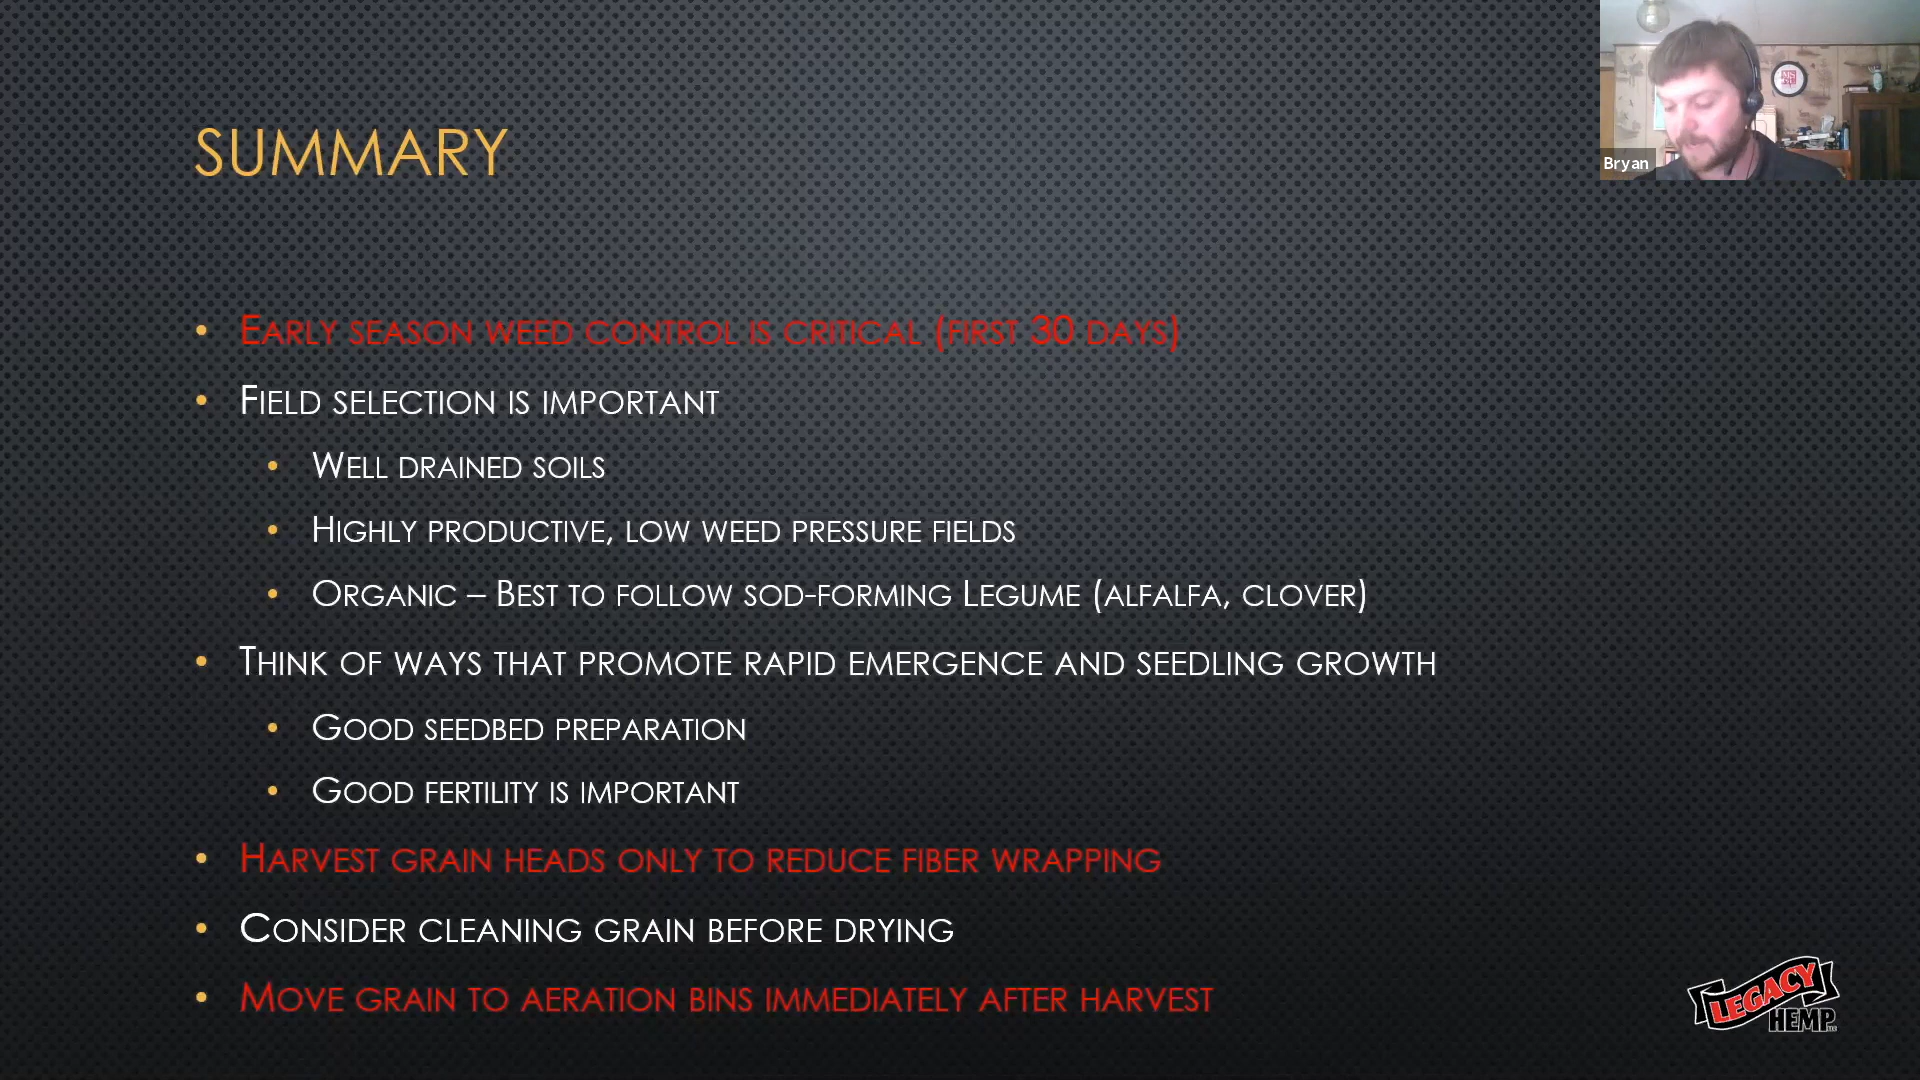 SUMMARY
Bryan
• EARLY SEASON WEED CONTROL IS CRITICAL (FIRST 30 DAYS)
• FIELD SELECTION IS IMPORTANT
• WELL DRAINED SOILS
• HIGHLY PRODUCTIVE, LOW WEED PRESSURE FIELDS
• ORGANIC – BEST TO FOLLOW SOD-FORMING LEGUME (ALFALFA, CLOVER)
• THINK OF WAYS THAT PROMOTE RAPID EMERGENCE AND SEEDLING GROWTH
• GOOD SEEDBED PREPARATION
• GOOD FERTILITY IS IMPORTANT
• HARVEST GRAIN HEADS ONLY TO REDUCE FIBER WRAPPING
• CONSIDER CLEANING GRAIN BEFORE DRYING
• MOVE GRAIN TO AERATION BINS IMMEDIATELY AFTER HARVEST
LEGACY
HEMP